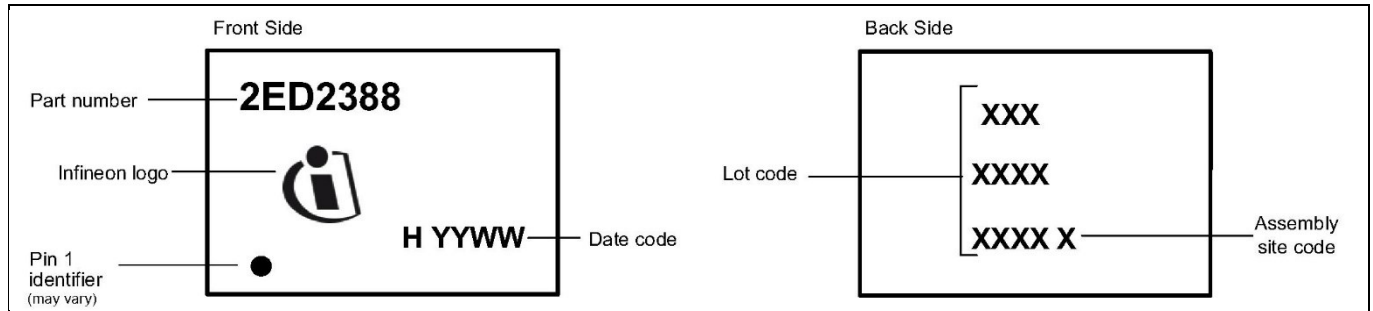 Front Side
Part number
2ED2388
Infineon logo
H YYWW
Date code
Pin 1
identifier
(may vary)
Back Side
XXX
Lot code
XXXX
XXXX X
Assembly
site code